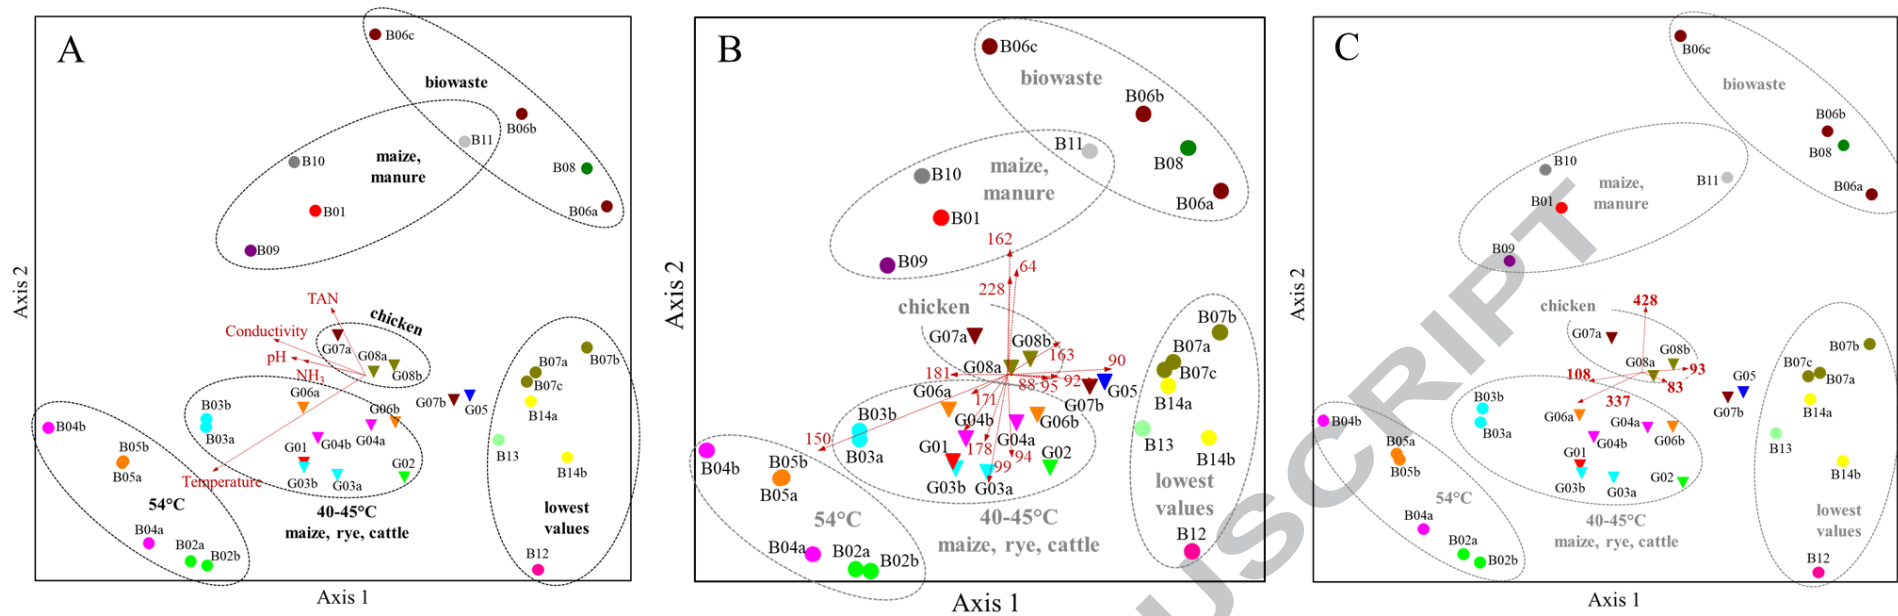 A
B06c
biowaste
B06b
B11
B10
maize,
manure
B08
B01
B06a
B09
Axis 2
TAN
Conductivity
chicken
G07a
pH
G08a
NH3
G08b
B07b
B07a
B07c
G06a
G07b
G05
B14a
B03b
G06b
B03a
G04b
G04a
B04b
B13
B05b
G01
B05a
G02
B14b
Temperature
G03b
G03a
54°C
40-45°C
maize, rye, cattle
lowest
values
B04a
B02a
B02b
B12
Axis 1
B
B06c
biowaste
B06b
B11
B08
maize,
manure
B10
B06a
B01
162
B09
64
228
Axis 2
chicken
G07a
G08b
B07b
163
B07a
90
G08a
B07c
181
88
95
92
G05
G06a
171
G07b
B14a
B03b
G04b
G06b
G04a
B13
150
B03a
G01
178
G02
B14b
B04b
94
B05b
99
B05a
G03b
G03a
lowest
values
54°C
40-45°C
maize, rye, cattle
B12
B04a
B02a
B02b
Axis 1
C
B06c
biowaste
B06b
B08
B10
B11
maize,
manure
B06a
B01
B09
Axis 2
chicken
428
G07a
G08b
B07b
G08a
93
B07c
B07a
108
83
G05
337
G07b
B14a
B03b
G06a
G04a
B04b
B03a
G06b
B13
B05a
G04b
B05b
G01
B14b
G03b
G03a
G02
54°C
lowest
values
B04a
40-45°C
maize, rye, cattle
B02a
B02b
B12
Axis 1
USCRIPT